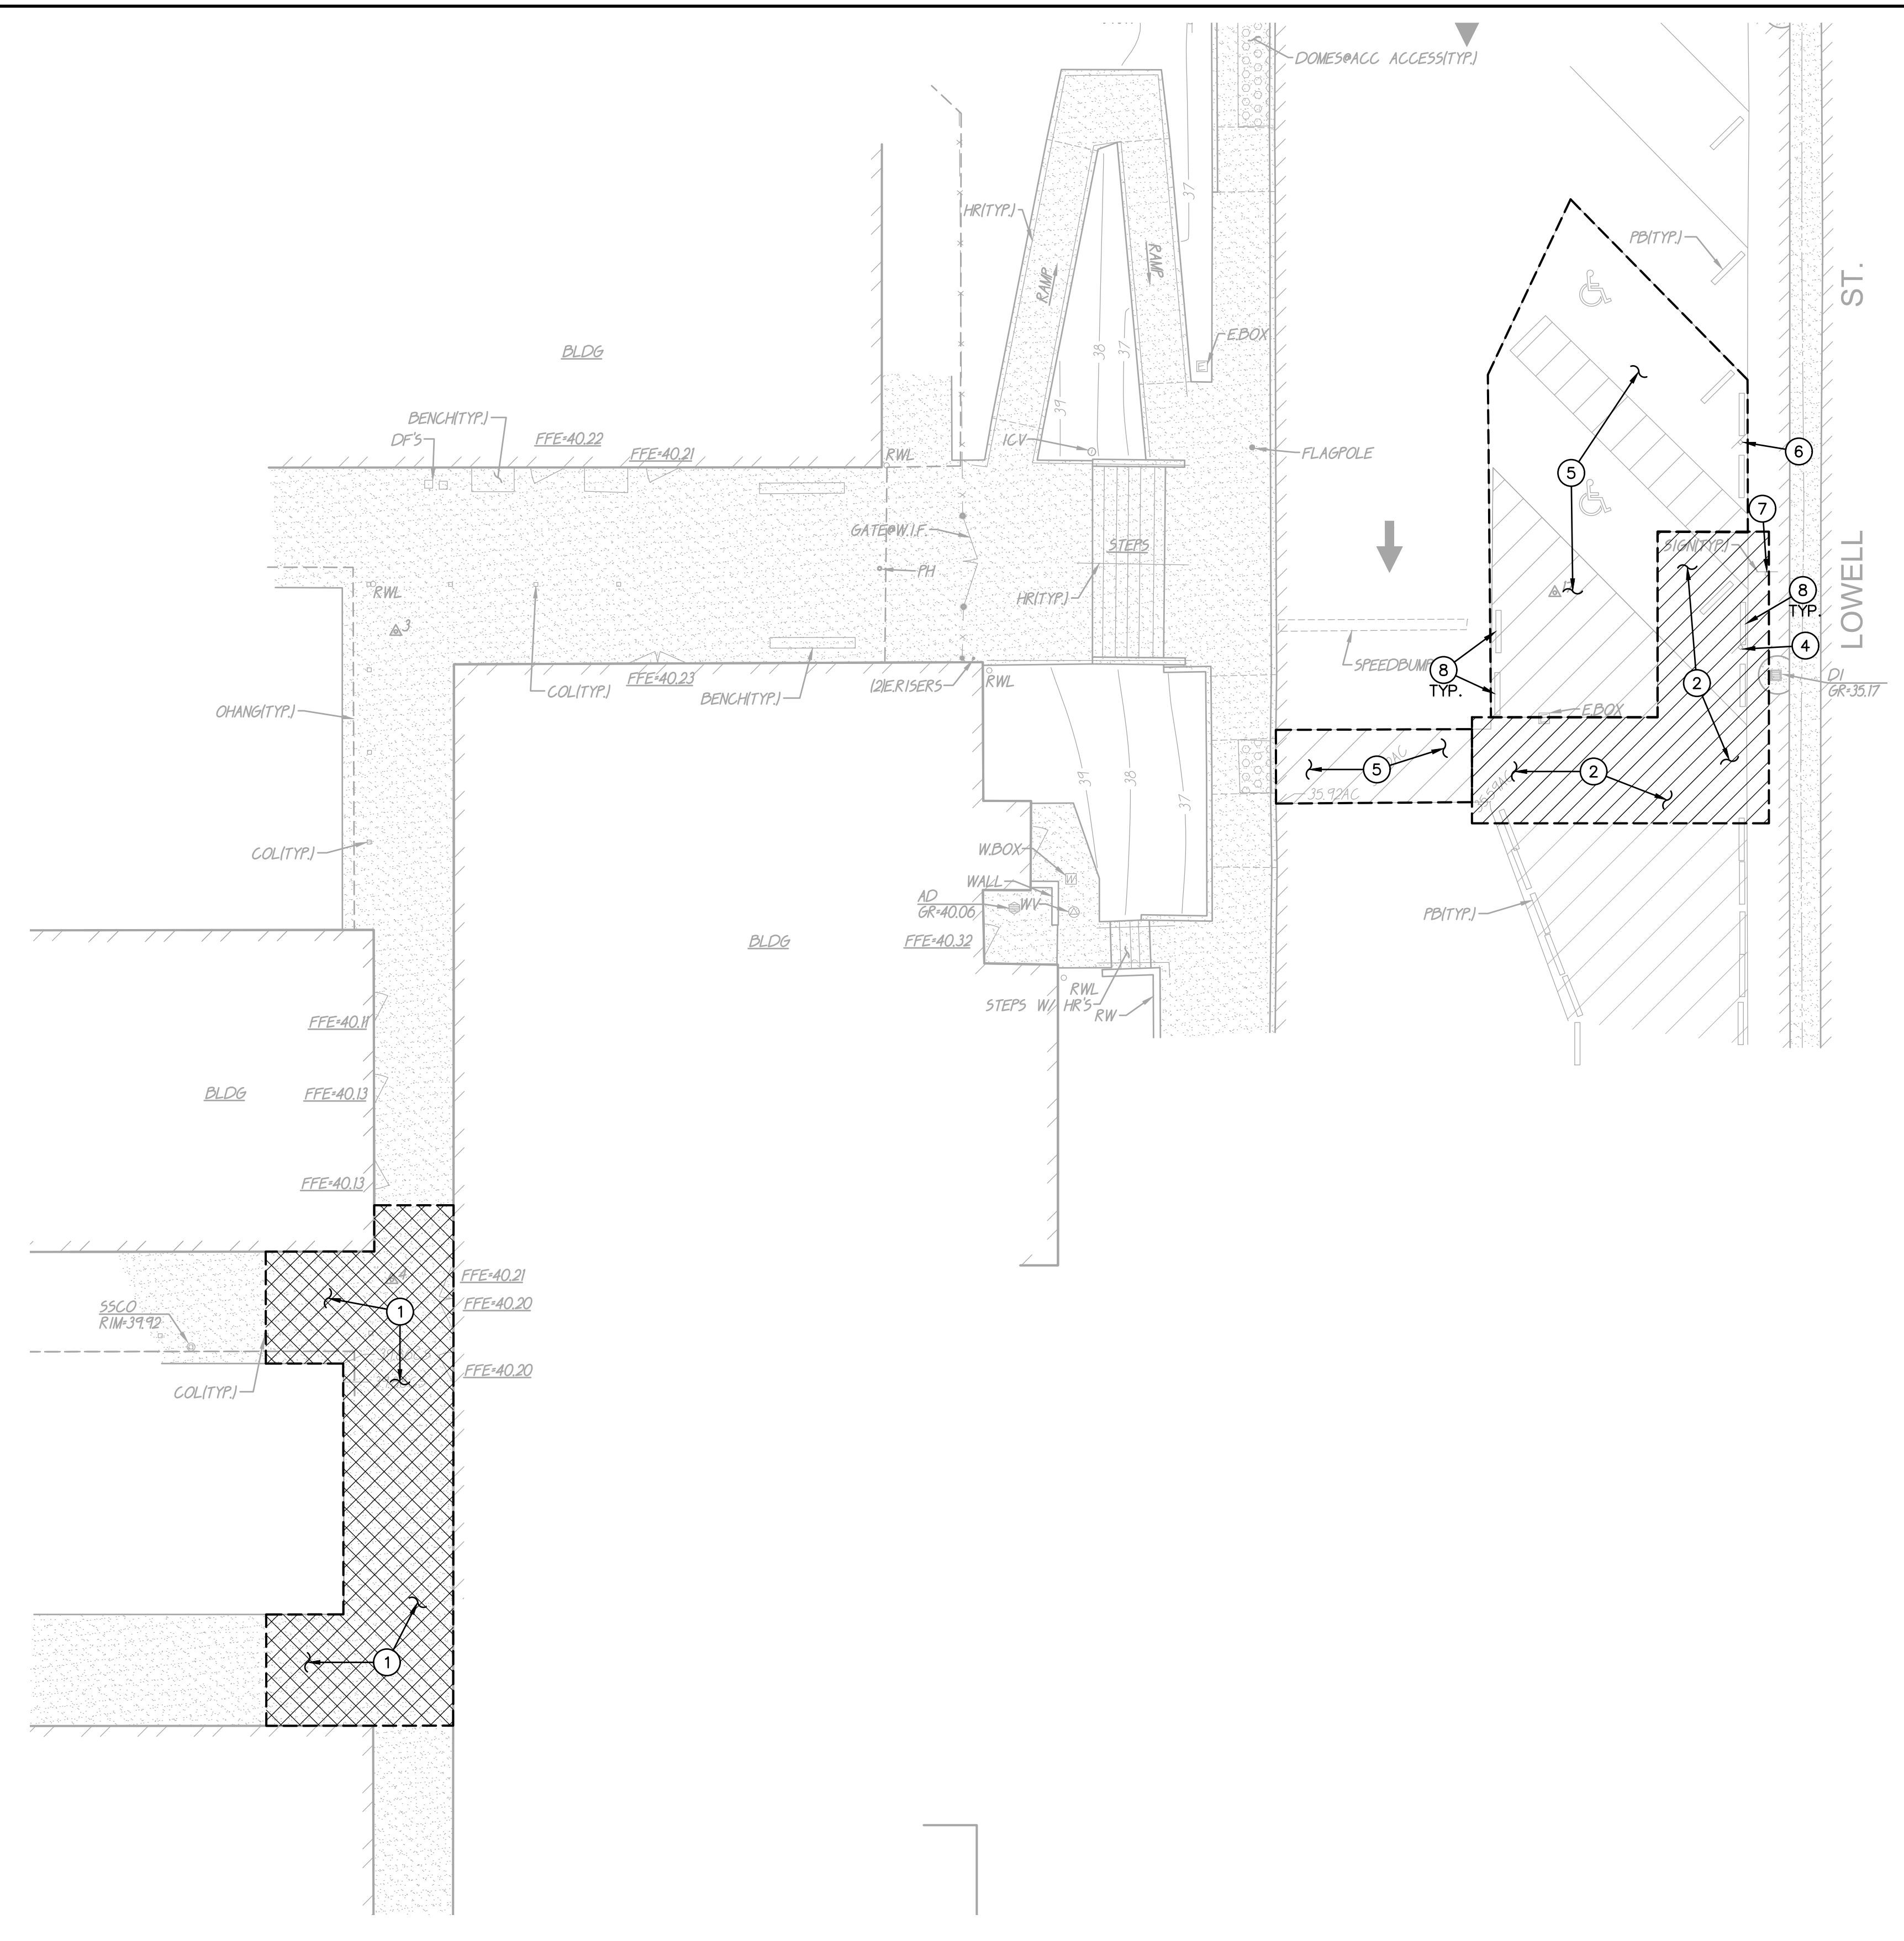 DOMES@ACC ACCESS(TYP.)
HR(TYP.)
37
RAMP
RAMP
PB(TYP.)
ST.
BLDG
E.BOX
38
37
39
BENCH(TYP.)
DF'S
FFE=40.22
FFE=40.21
RWL
ICV
FLAGPOLE
5
6
7
GATE@W.I.F.
STEPS
SIGN(TYP.)
PH
RWL
HR(TYP.)
8
TYP.
LOWELL
3
4
SPEEDBUMP
8
TYP.
2
D1
GR=35.17
FFE=40.23
(2)E.RISERS
RWL
COL(TYP.)
BENCH(TYP.)
OHANG(TYP.)
E.BOX
39
38
37
5
2
35.92AC
COL(TYP.)
W.BOX
WALL
WV
AD
GR=40.06
PB(TYP.)
BLDG
FFE=40.32
RWL
STEPS W/ HR'S
RW
FFE=40.11
BLDG
FFE=40.13
FFE=40.13
4
FFE=40.21
SSCO
RIM=39.92
1
FFE=40.20
FFE=40.20
COL(TYP.)
1